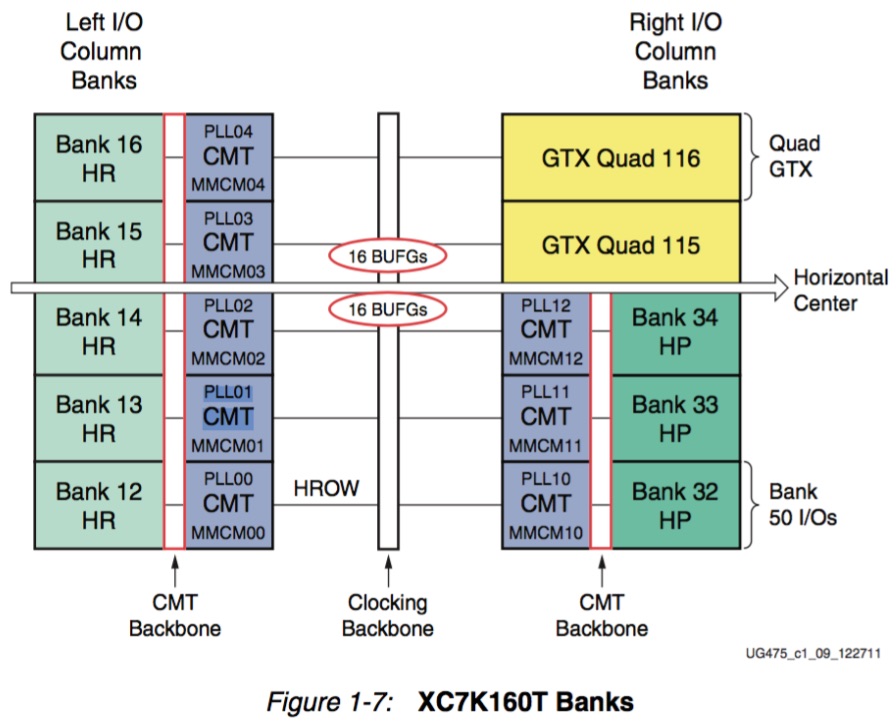 Left I/O
Column
Banks
Right I/O
Column
Banks
Bank 16
HR
PLL04
CMT
MMCM04
GTX Quad 116
Quad
GTX
Bank 15
HR
PLL03
CMT
MMCM03
16 BUFGs
GTX Quad 115
Horizontal
Center
Bank 14
HR
PLL02
CMT
MMCM02
16 BUFGs
PLL12
CMT
MMCM12
Bank 34
HP
Bank 13
HR
PLL01
CMT
MMCM01
PLL11
CMT
MMCM11
Bank 33
HP
Bank 12
HR
PLL00
CMT
MMCM00
HROW
PLL10
CMT
MMCM10
Bank 32
HP
Bank
50 I/Os
CMT
Backbone
Clocking
Backbone
CMT
Backbone
UG475_c1_09_122711
Figure 1-7: XC7K160T Banks